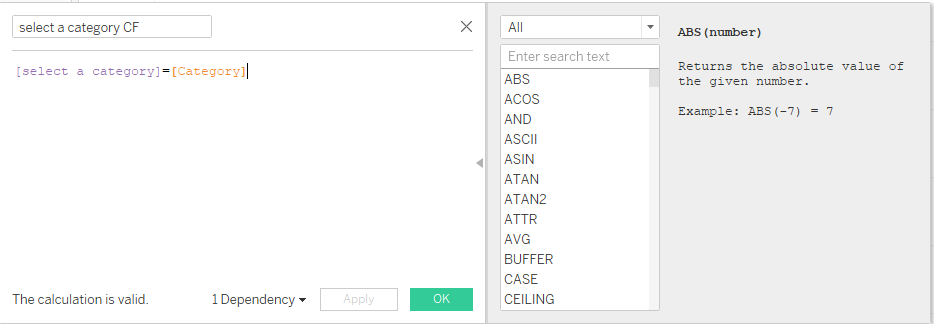 select a category CF
[select a category]=[Category]
The calculation is valid.
1 Dependency
Apply
OK
All
Enter search text
ABS
ACOS
AND
ASCII
ASIN
ATAN
ATAN2
ATTR
AVG
BUFFER
CASE
CEILING
ABS(number)
Returns the absolute value of
the given number.
Example: ABS(-7) = 7